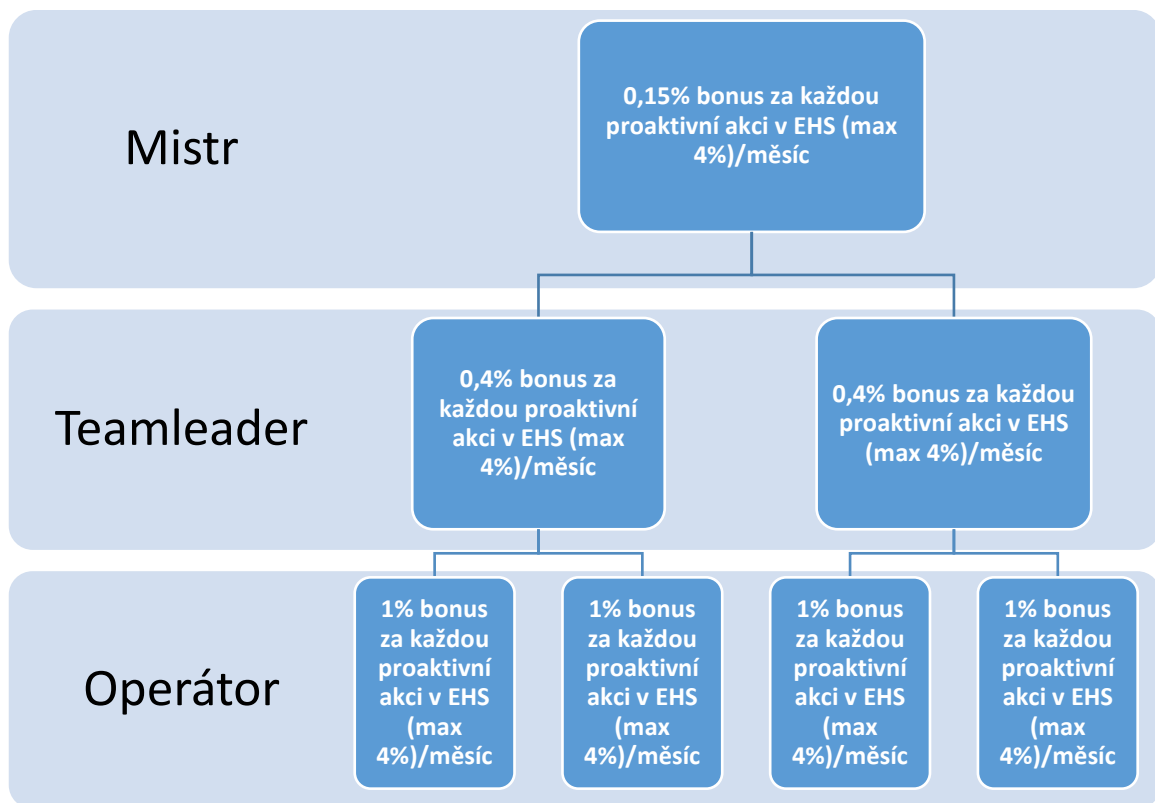 Mistr
0,15% bonus za každou
proaktivní akci v EHS (max
4%)/měsíc
Teamleader
0,4% bonus za
každou proaktivní
akci v EHS (max
4%)/měsíc
0,4% bonus za každou
proaktivní akci v EHS
(max 4%)/měsíc
Operátor
1% bonus
za každou
proaktivní
akci v EHS
(max
4%)/měsíc
1% bonus
za každou
proaktivní
akci v EHS
(max
4%)/měsíc
1% bonus
za každou
proaktivní
akci v EHS
(max
4%)/měsíc
1% bonus
za každou
proaktivní
akci v EHS
(max
4%)/měsíc